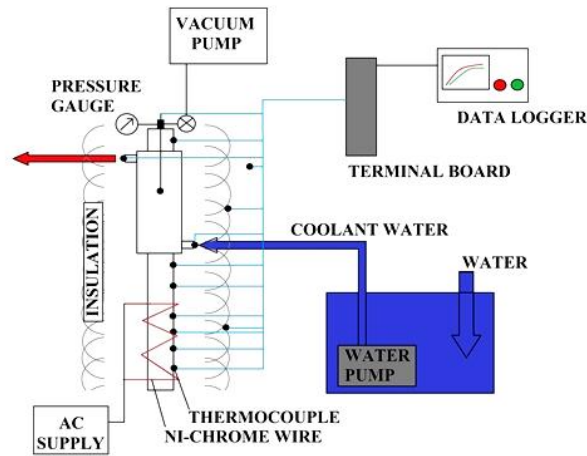 VACUUM
PUMP
PRESSURE
GAUGE
DATA LOGGER
TERMINAL BOARD
INSULATION
COOLANT WATER
WATER
WATER
PUMP
AC
SUPPLY
THERMOCOUPLE
NI-CHROME WIRE